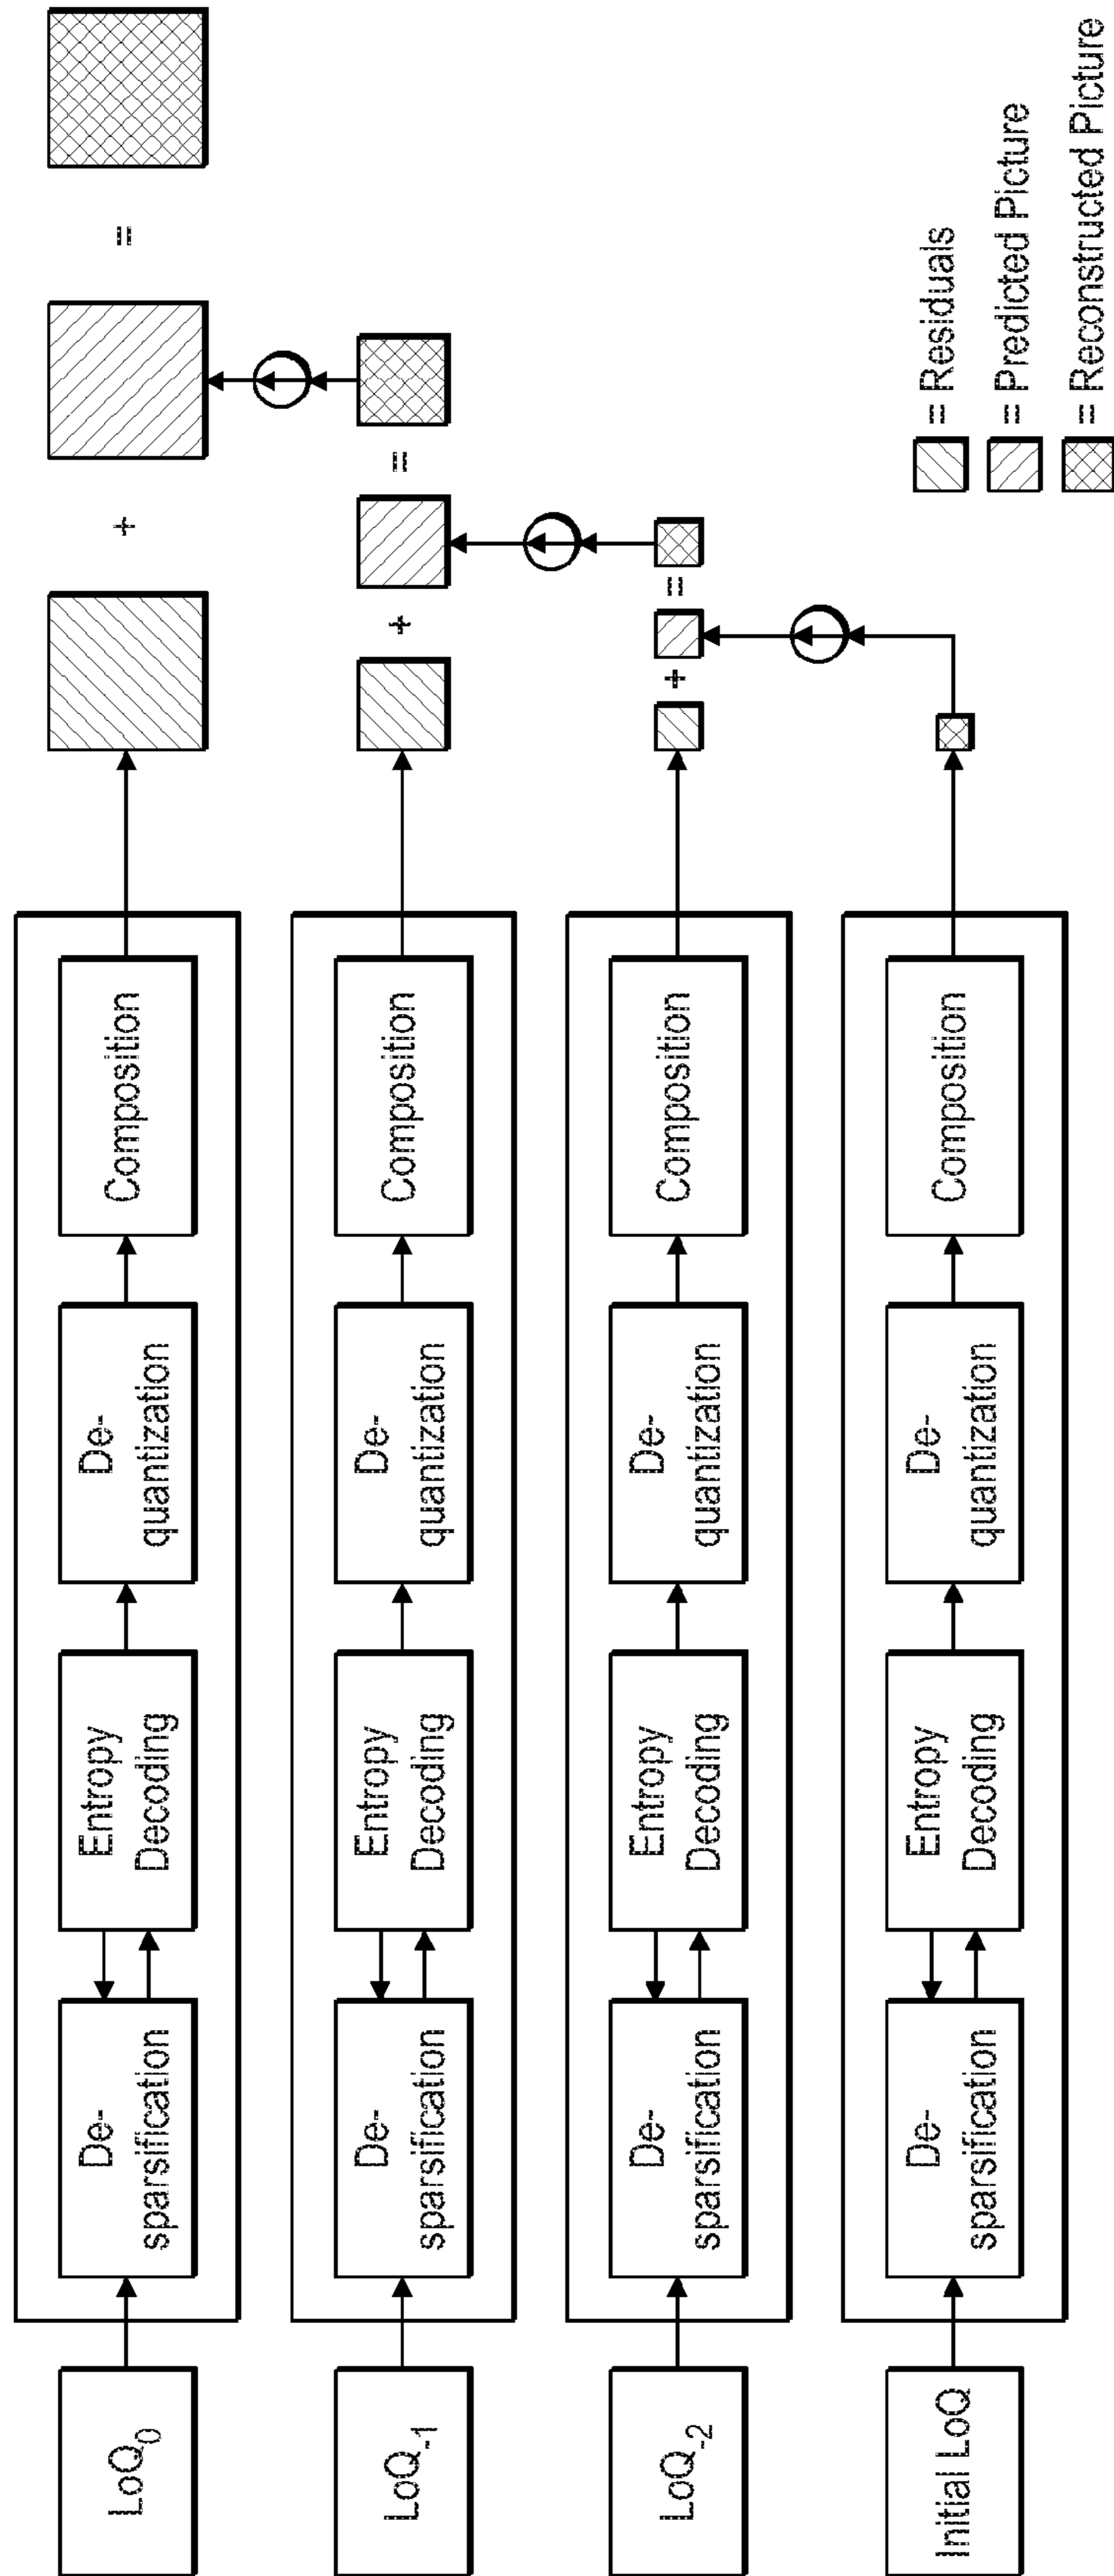 LoQ0
De-
sparsification
Entropy
Decoding
De-
quantization
Composition
+
=
LoQ-1
De-
sparsification
Entropy
Decoding
De-
quantization
Composition
+
=
LoQ-2
De-
sparsification
Entropy
Decoding
De-
quantization
Composition
+
=
Initial LoQ
De-
sparsification
Entropy
Decoding
De-
quantization
Composition
= Residuals
= Predicted Picture
= Reconstructed Picture